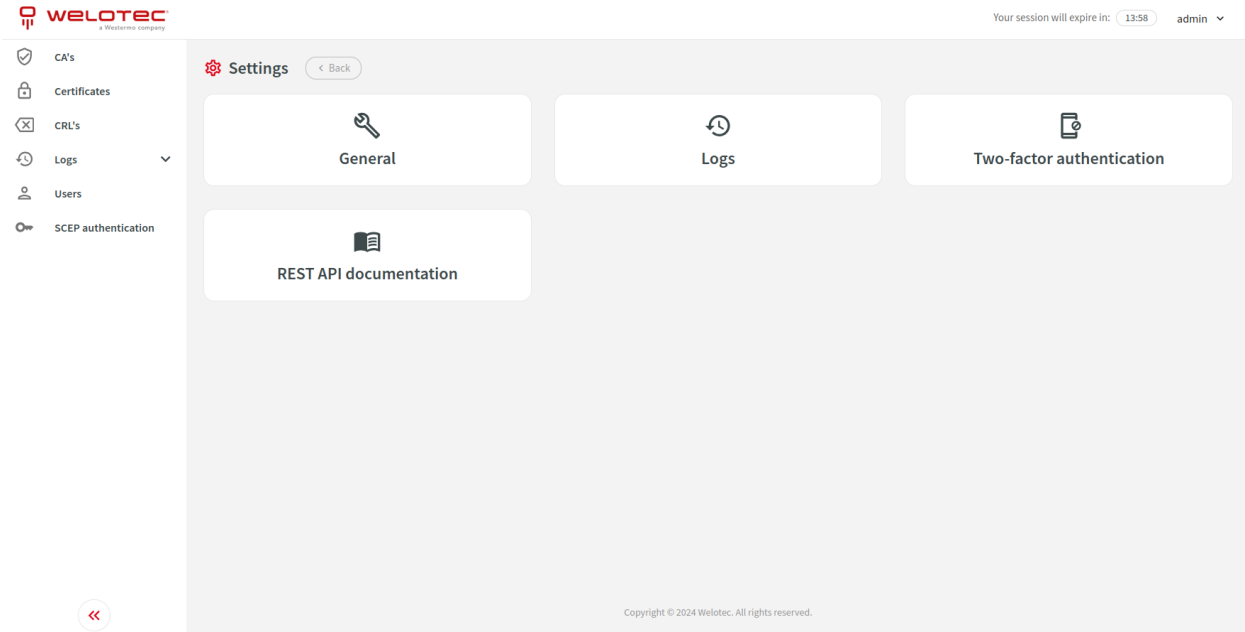 WELOTEC
a Westermo company
Your session will expire in: 13:58 admin
CA's
Certificates
CRL's
Logs
Users
SCEP authentication
Settings
Back
General
Logs
Two-factor authentication
REST API documentation
Copyright © 2024 Welotec. All rights reserved.